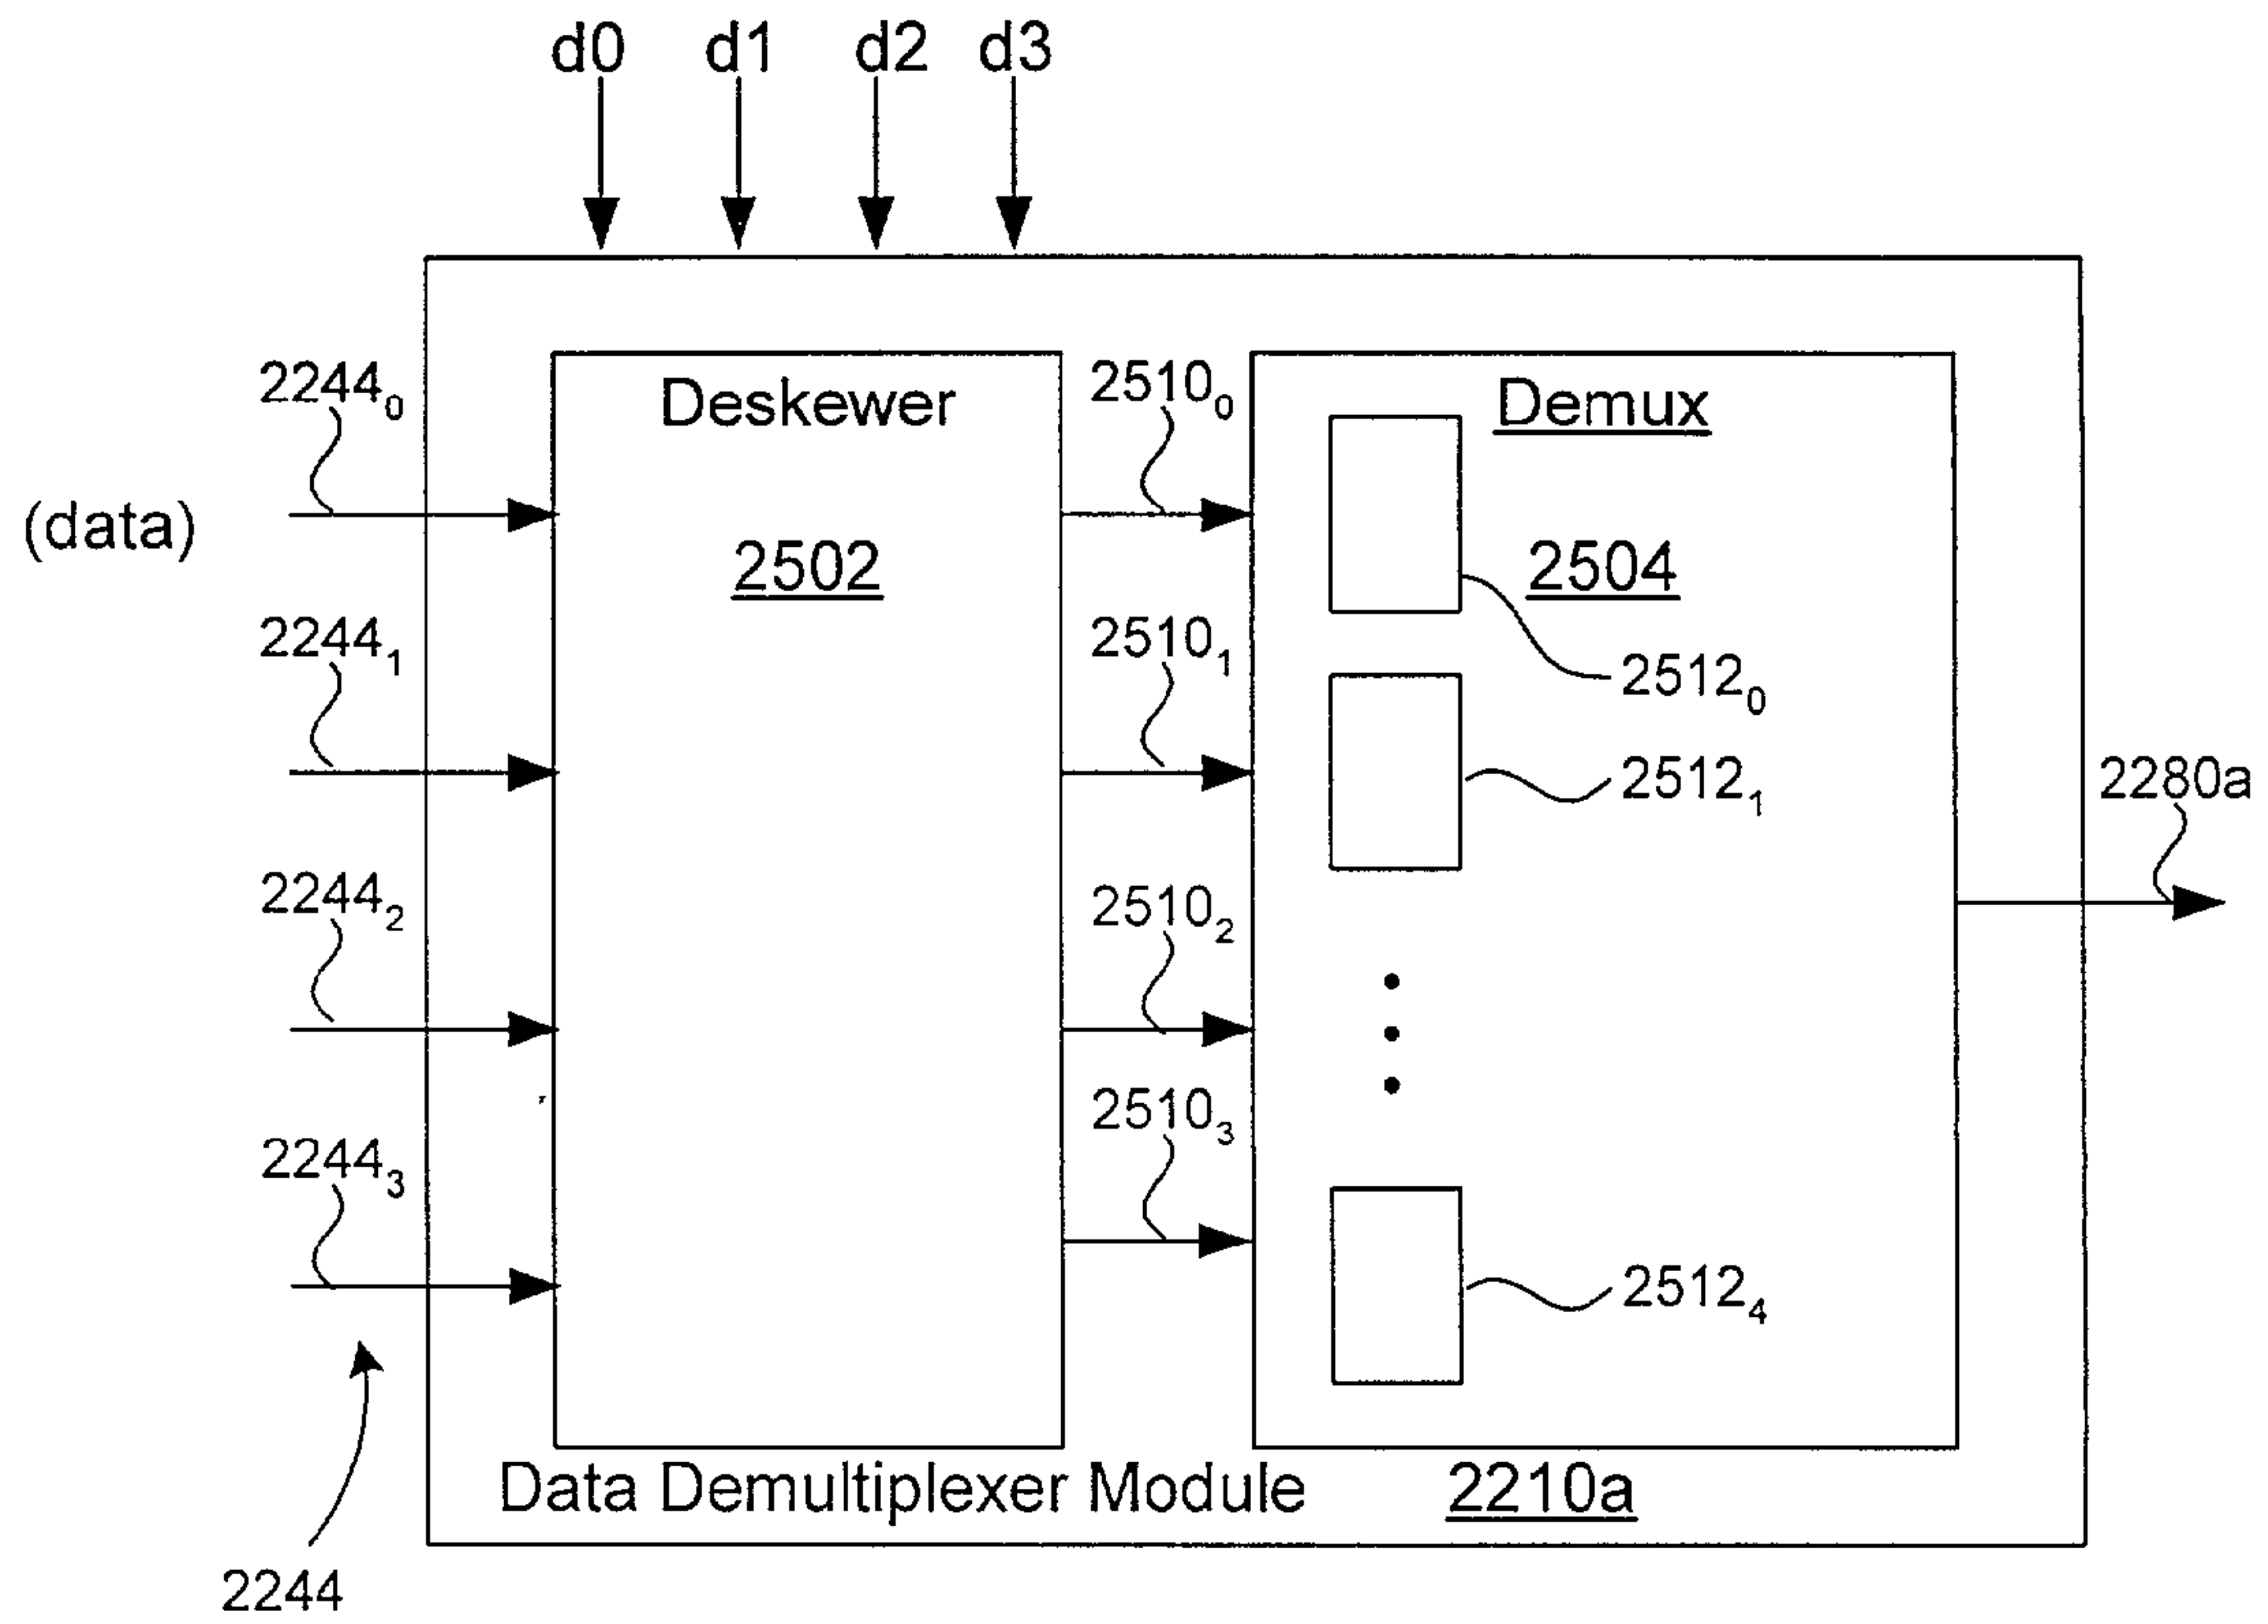 d0 d1 d2 d3
2244₀
2510₀
Deskewer
Demux
(data)
2502
2504
2244₁
2510₁
2512₀
2512₁
2280a
2244₂
2510₂
2510₃
2244₃
2512₄
Data Demultiplexer Module 2210a
2244